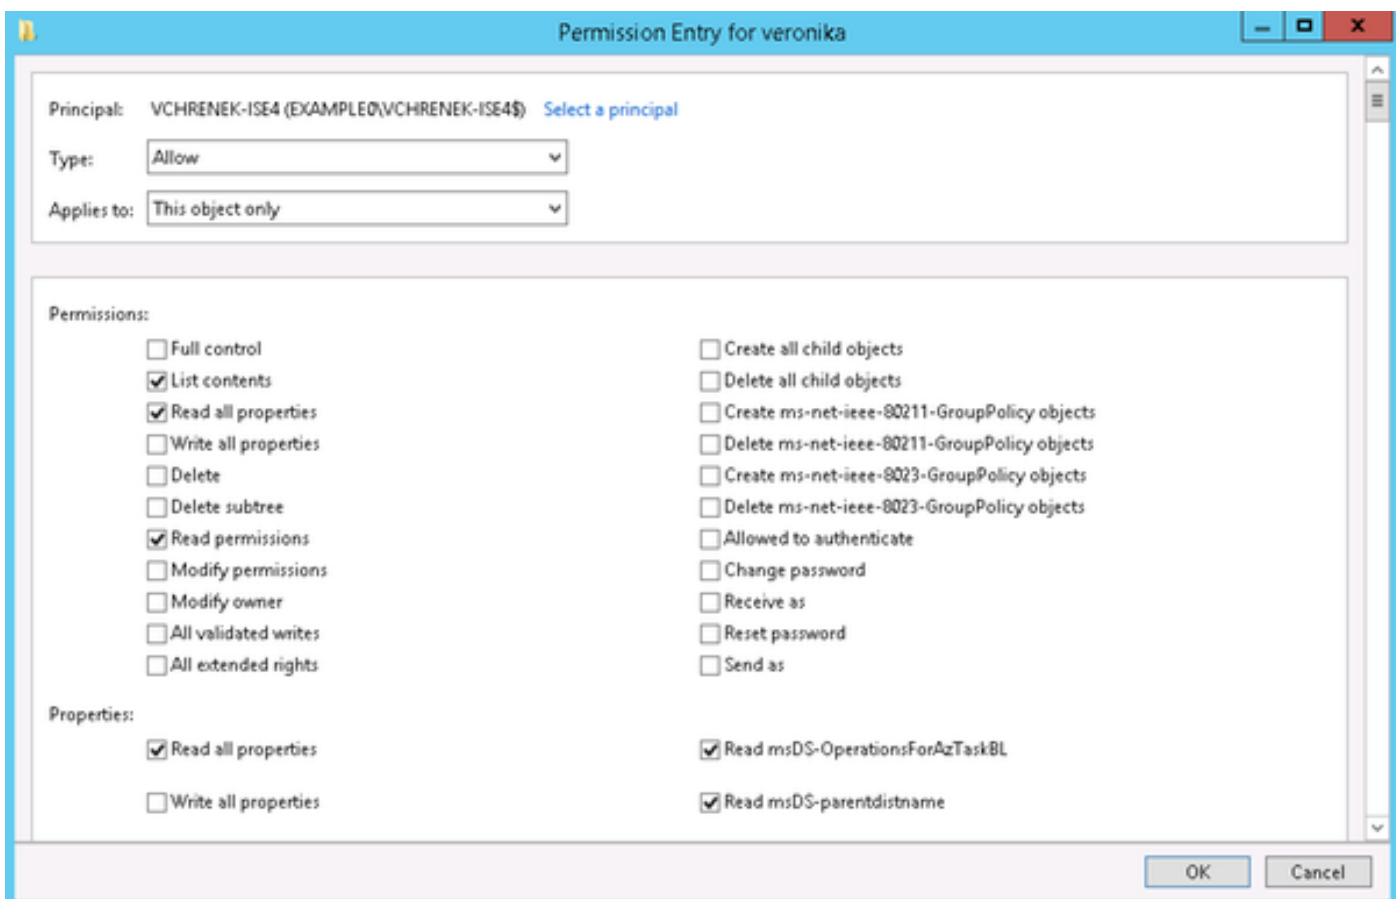 Permission Entry for veronika
Principal: VCHRENEK-ISE4 (EXAMPLE0\VCHRENEK-ISE4$) Select a principal
Type: Allow
Applies to: This object only
Permissions:
Full control Create all child objects
List contents Delete all child objects
Read all properties Create ms-net-ieee-80211-GroupPolicy objects
Write all properties Delete ms-net-ieee-80211-GroupPolicy objects
Delete Create ms-net-ieee-8023-GroupPolicy objects
Delete subtree Delete ms-net-ieee-8023-GroupPolicy objects
Read permissions Allowed to authenticate
Modify permissions Change password
Modify owner Receive as
All validated writes Reset password
All extended rights Send as
Properties:
Read all properties Read msDS-OperationsForAzTaskBL
Write all properties Read msDS-parentdistname
OK Cancel